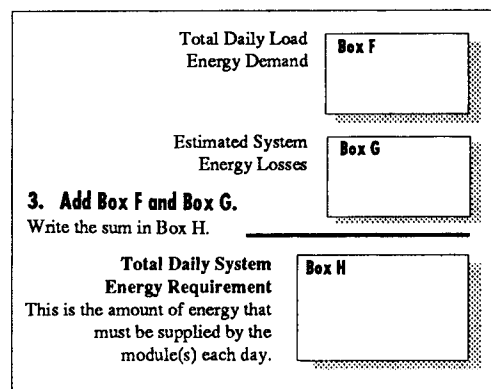 Total Daily Load Box F
Energy Demand
Estimated System Box G
Energy Losses
3. Add Box F and Box G.
Write the sum in Box H.
Total Daily System Box H
Energy Requirement
This is the amount of energy that
must be supplied by the
module(s) each day.